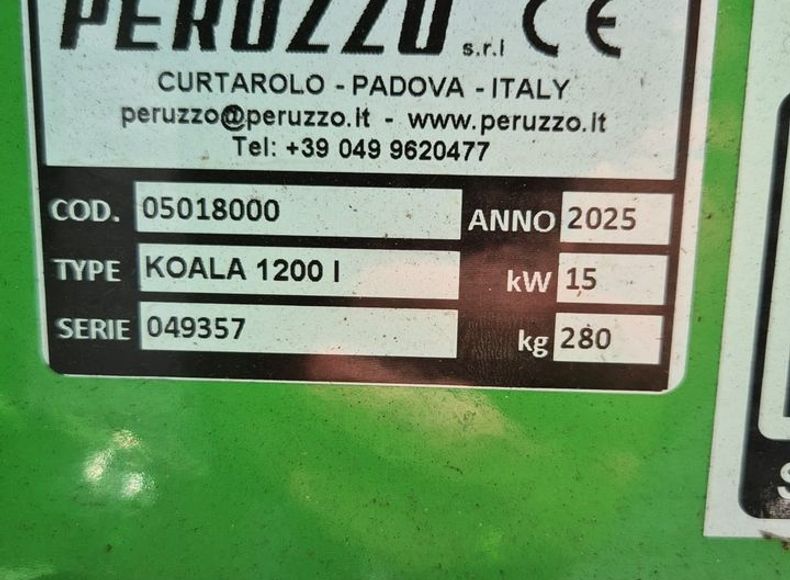 PERUZZO s.r.l CE
CURTAROLO - PADOVA - ITALY
peruzzo@peruzzo.it - www.peruzzo.it
Tel: +39 049 9620477
COD. 05018000 ANNO 2025
TYPE KOALA 1200 I kW 15
SERIE 049357 kg 280